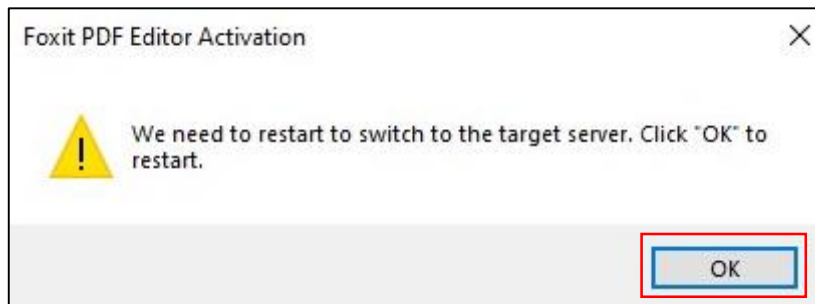 Foxit PDF Editor Activation
We need to restart to switch to the target server. Click "OK" to
restart.
OK